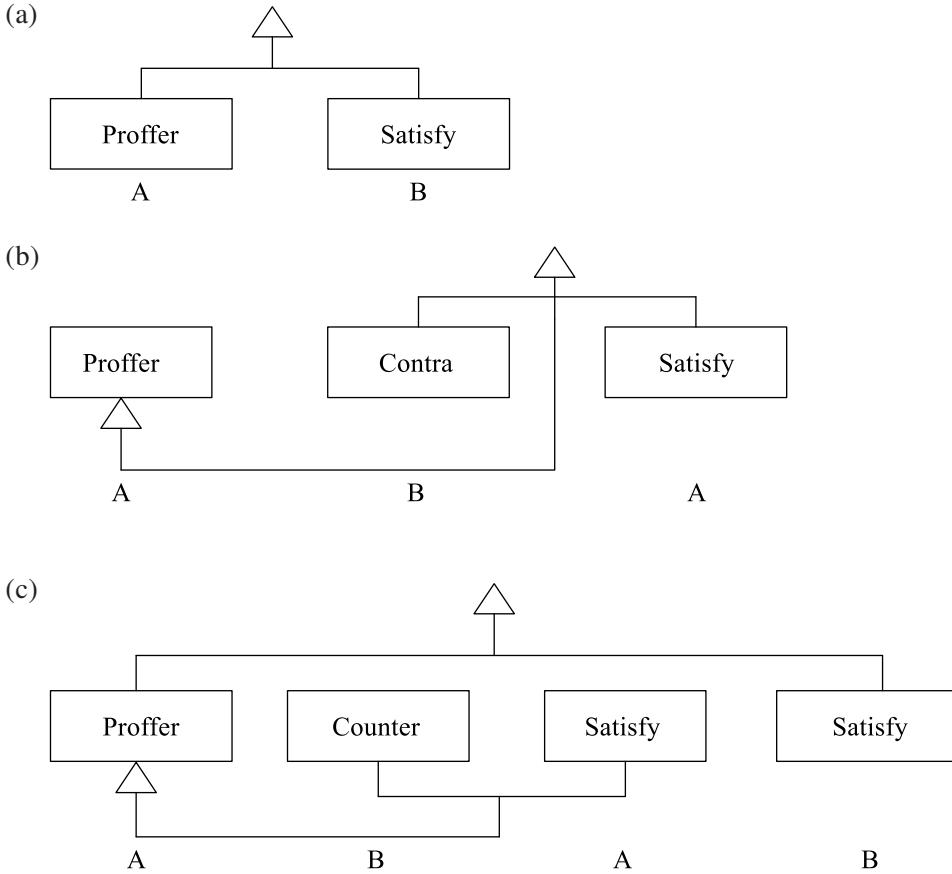 (a)
Proffer Satisfy
A B
(b)
Proffer Contra Satisfy
A B A
(c)
Proffer Counter Satisfy Satisfy
A B A B